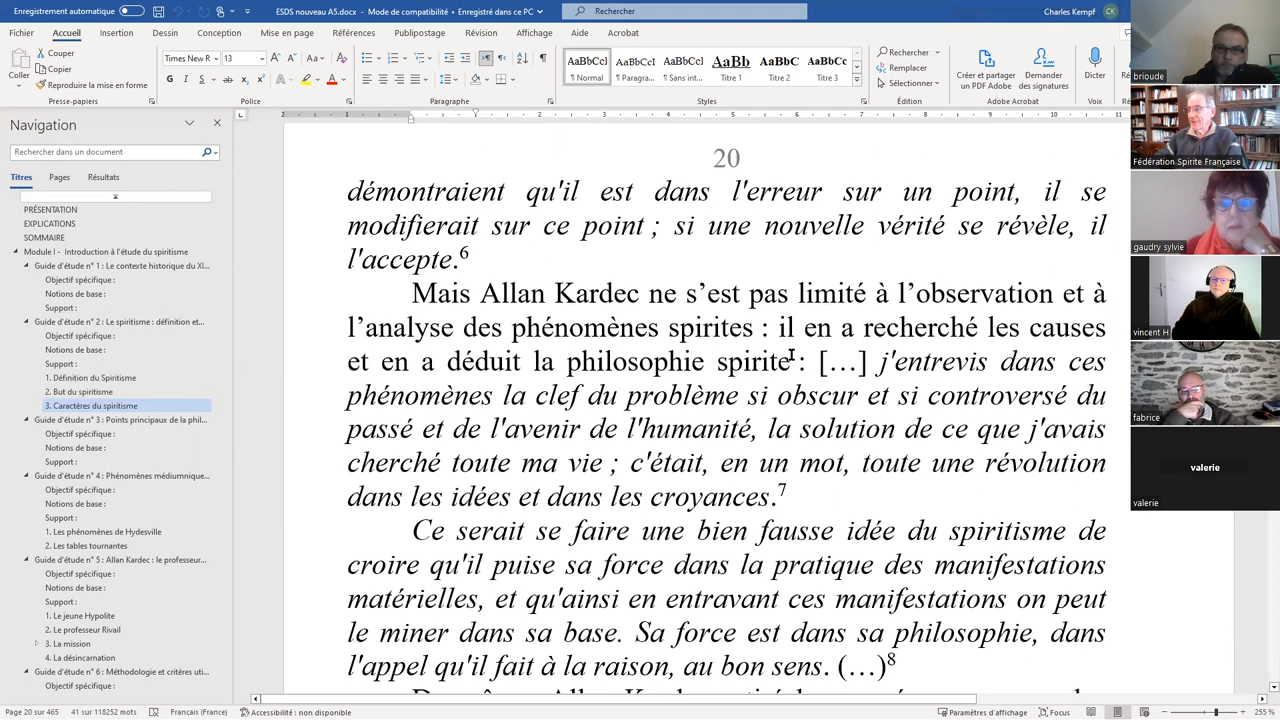 Enregistrement automatique
ESDS nouveau A5.docx - Mode de compatibilité • Enregistré dans ce PC
Rechercher
Charles Kempf
CK
Fichier Accueil Insertion Dessin Conception Mise en page Références Publipostage Révision Affichage Aide Acrobat
Coller
Couper
Copier
Reproduire la mise en forme
Presse-papiers
Times New R 13
G I S
Police
Paragraphe
AaBbCcI ¶ Normal
AaBbCcI ¶ Paragra...
AaBbCcI ¶ Sans int...
AaBb Titre 1
AaBbC Titre 2
AaBbCc Titre 3
Styles
Rechercher
Remplacer
Sélectionner
Édition
Créer et partager un PDF Adobe
Demander des signatures
Adobe Acrobat
Dicter
Voix
Navigation
Rechercher dans un document
Titres Pages Résultats
PRÉSENTATION
EXPLICATIONS
SOMMAIRE
Module I - Introduction à l'étude du spiritisme
Guide d'étude n° 1 : Le contexte historique du XI...
Objectif spécifique :
Notions de base :
Support :
Guide d'étude n° 2 : Le spiritisme : définition et...
Objectif spécifique :
Notions de base :
Support :
1. Définition du Spiritisme
2. But du spiritisme
3. Caractères du spiritisme
Guide d'étude n° 3 : Points principaux de la phil...
Objectif spécifique :
Notions de base :
Support :
Guide d'étude n° 4 : Phénomènes médiumnique...
Objectif spécifique :
Notions de base :
Support :
1. Les phénomènes de Hydesville
2. Les tables tournantes
Guide d'étude n° 5 : Allan Kardec : le professeur...
Objectif spécifique :
Notions de base :
Support :
1. Le jeune Hypolite
2. Le professeur Rivail
3. La mission
4. La désincarnation
Guide d'étude n° 6 : Méthodologie et critères uti...
Objectif spécifique :
20
démontraient qu'il est dans l'erreur sur un point, il se
modifierait sur ce point ; si une nouvelle vérité se révèle, il
l'accepte.6
Mais Allan Kardec ne s'est pas limité à l'observation et à
l'analyse des phénomènes spirites : il en a recherché les causes
et en a déduit la philosophie spirite : […] j'entrevis dans ces
phénomènes la clef du problème si obscur et si controversé du
passé et de l'avenir de l'humanité, la solution de ce que j'avais
cherché toute ma vie ; c'était, en un mot, toute une révolution
dans les idées et dans les croyances.7
Ce serait se faire une bien fausse idée du spiritisme de
croire qu'il puise sa force dans la pratique des manifestations
matérielles, et qu'ainsi en entravant ces manifestations on peut
le miner dans sa base. Sa force est dans sa philosophie, dans
l'appel qu'il fait à la raison, au bon sens. (…)8
brioude
Fédération Spirite Française
gaudry sylvie
vincent H
fabrice
valerie
valerie
Page 20 sur 465 41 sur 118252 mots Français (France) Accessibilité : non disponible
Paramètres d'affichage Focus 255 %